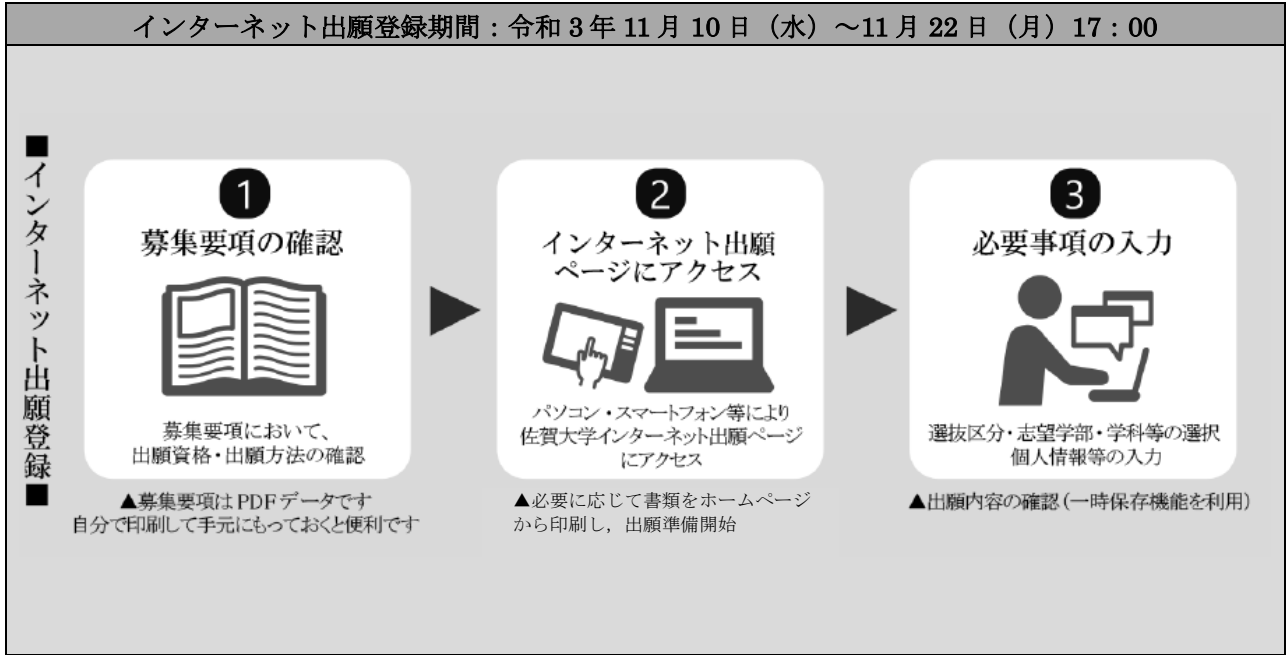 インターネット出願登録期間：令和3年11月10日（水）～11月22日（月）17：00
■インターネット出願登録■
1
募集要項の確認
募集要項において、
出願資格・出願方法の確認
▲募集要項はPDFデータです
自分で印刷して手元にもっておくと便利です
2
インターネット出願
ページにアクセス
パソコン・スマートフォン等により
佐賀大学インターネット出願ページ
にアクセス
▲必要に応じて書類をホームページ
から印刷し，出願準備開始
3
必要事項の入力
選抜区分・志望学部・学科等の選択
個人情報等の入力
▲出願内容の確認（一時保存機能を利用）